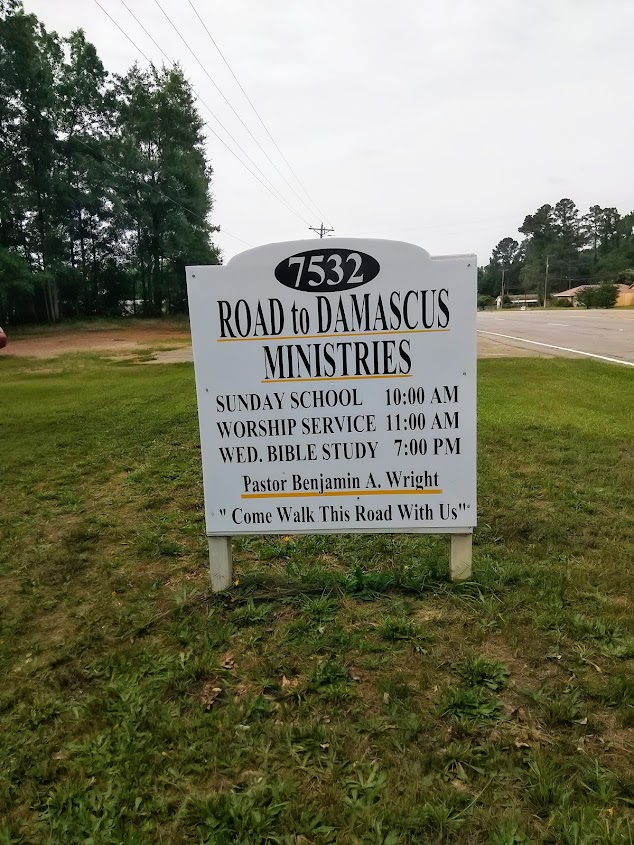 7532
ROAD to DAMASCUS
MINISTRIES
SUNDAY SCHOOL 10:00 AM
WORSHIP SERVICE 11:00 AM
WED. BIBLE STUDY 7:00 PM
Pastor Benjamin A. Wright
" Come Walk This Road With Us"